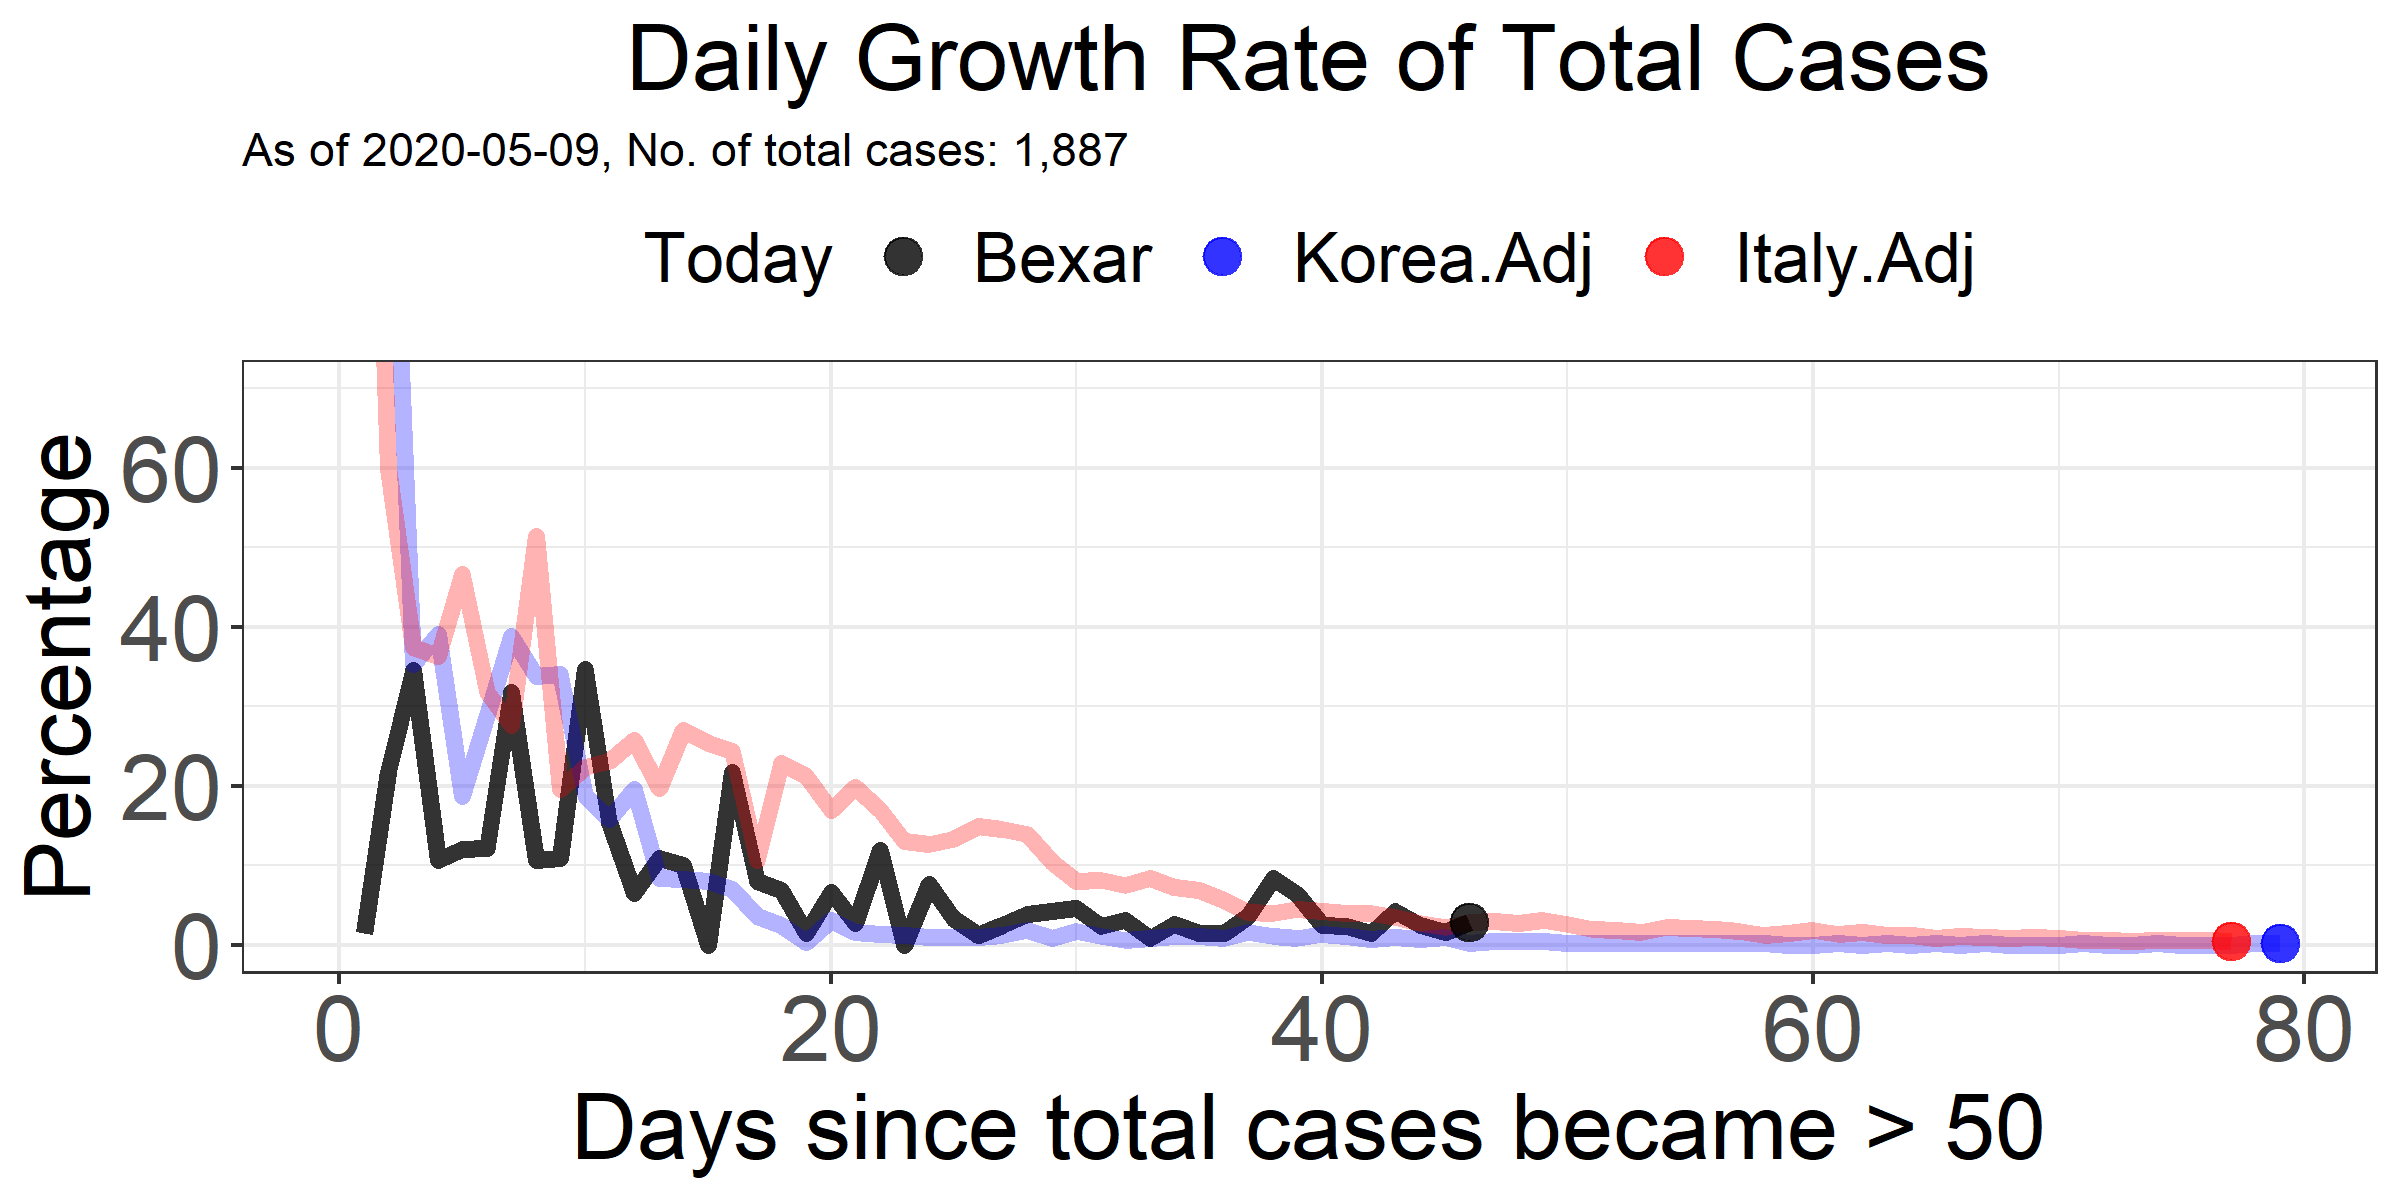 Daily Growth Rate of Total Cases
As of 2020-05-09, No. of total cases: 1,887
Today Bexar Korea.Adj Italy.Adj
Percentage
60
40
20
0
0 20 40 60 80
Days since total cases became > 50